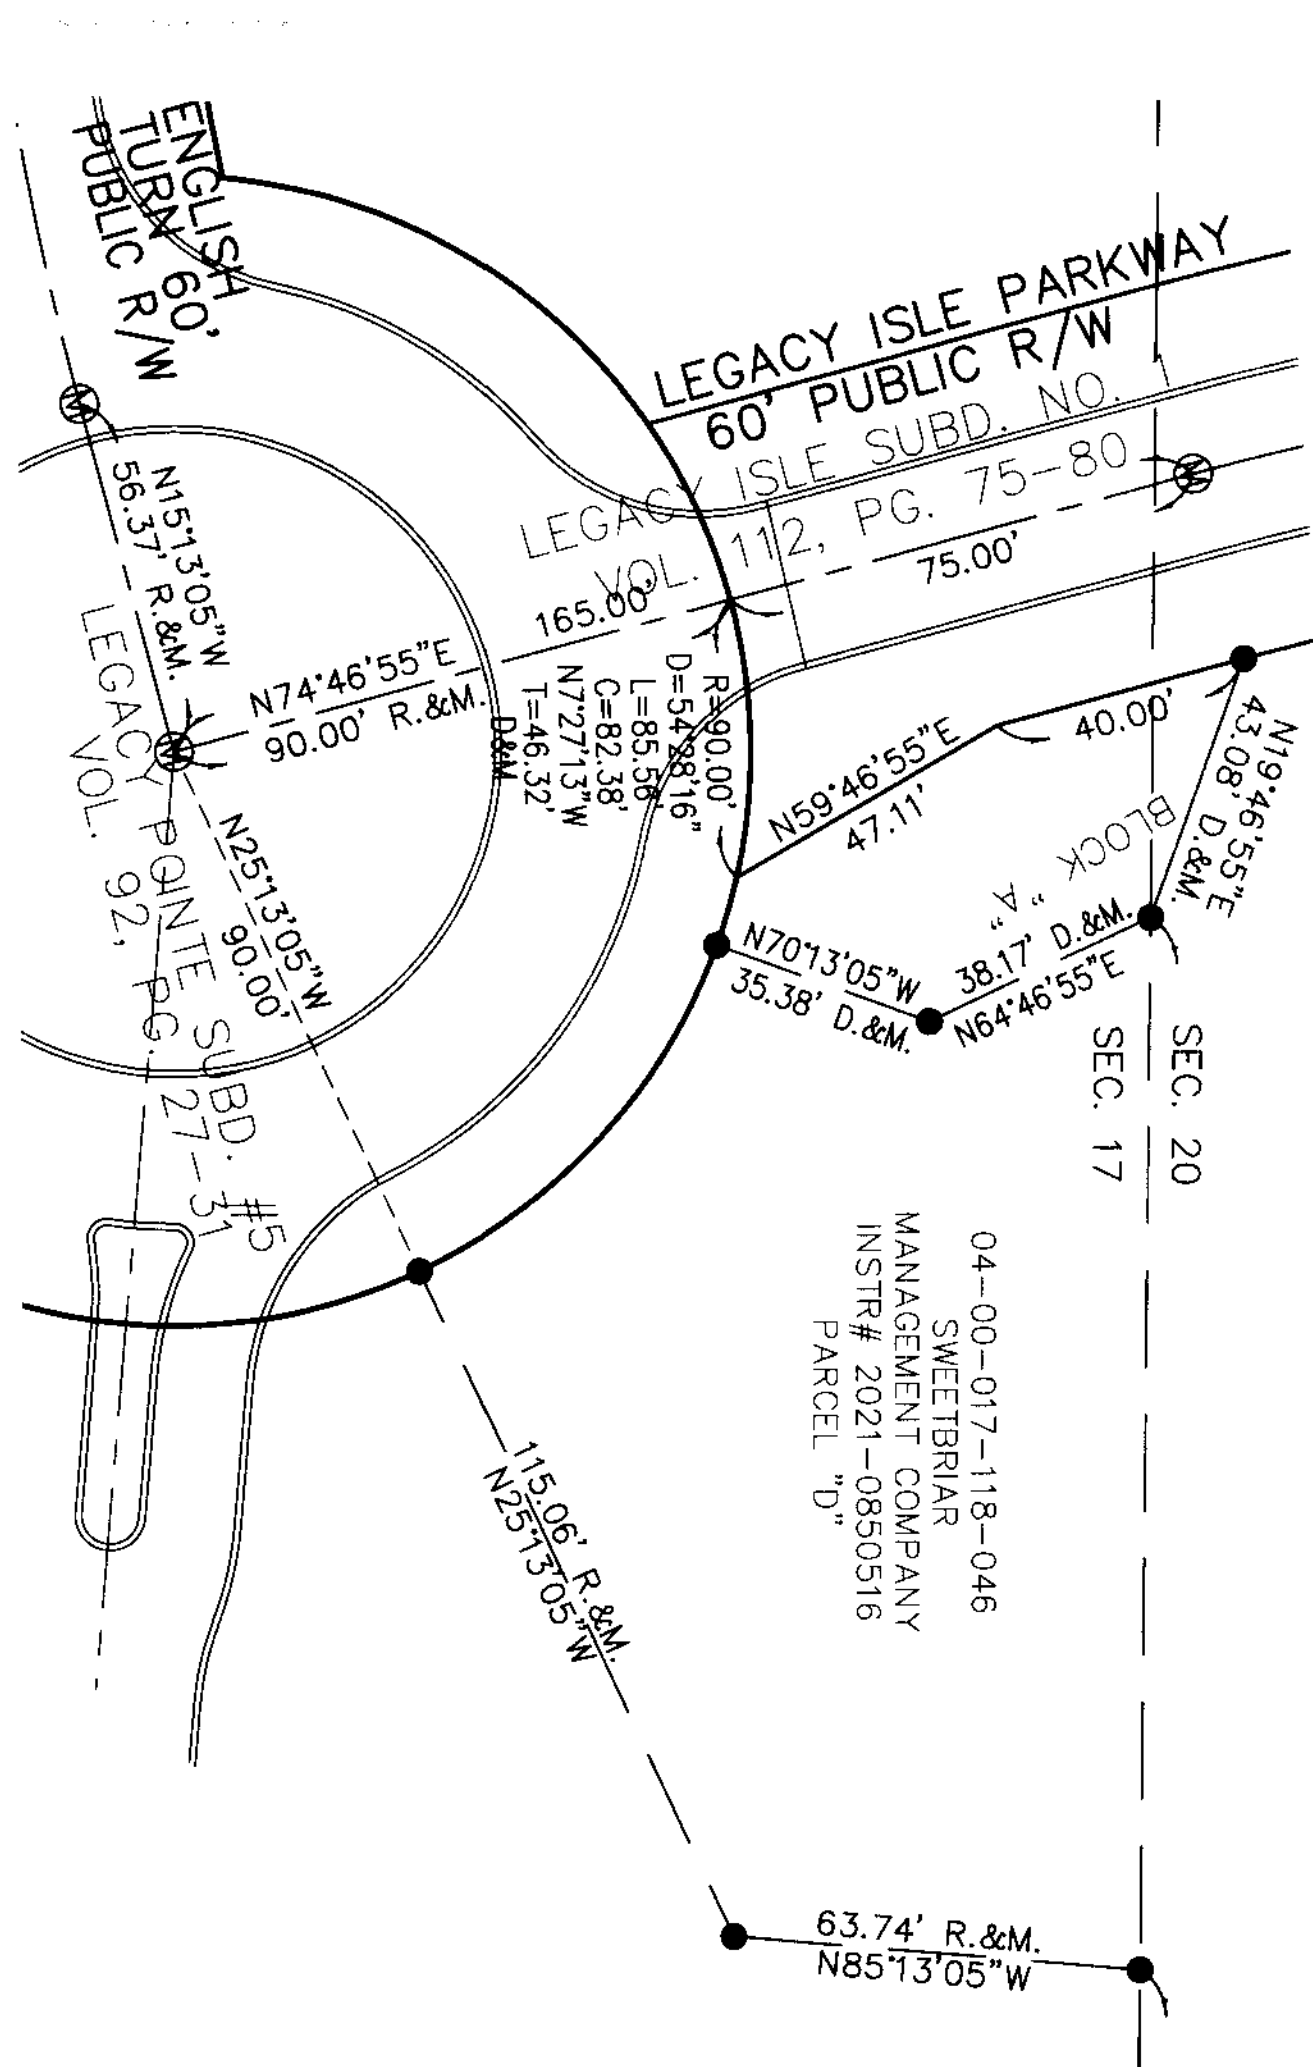 ENGLISH
TURN 60'
PUBLIC R/W
LEGACY ISLE PARKWAY
60' PUBLIC R/W
LEGACY ISLE SUBD. NO. 1
VOL. 112, PG. 75-80
75.00'
165.00'
N15°13'05"W
56.37' R.&M.
N74°46'55"E
90.00' R.&M.
R=90.00'
D=54°28'16"
L=85.56'
C=82.38'
N7°27'13"W
T=46.32'
D&M
LEGACY POINTE SUBD. #5
VOL. 92, PG. 27-31
N25°13'05"W
90.00'
N59°46'55"E
47.11'
40.00'
N19°46'55"E
43.08' D.&M.
BLOCK "A"
N70°13'05"W
35.38' D.&M.
38.17' D.&M.
N64°46'55"E
SEC. 20
SEC. 17
04-00-017-118-046
SWEETBRIAR
MANAGEMENT COMPANY
INSTR# 2021-0850516
PARCEL "D"
115.06' R.&M.
N25°13'05"W
63.74' R.&M.
N85°13'05"W
M
M
M